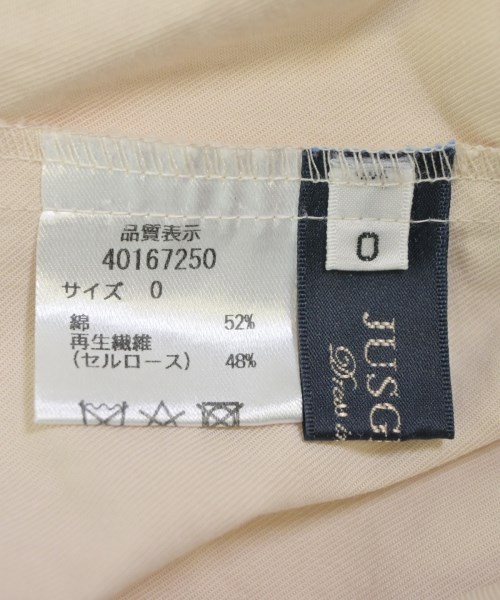 品質表示
40167250
サイズ 0
綿 52%
再生繊維
(セルロース) 48%
0
JUSG
Dress